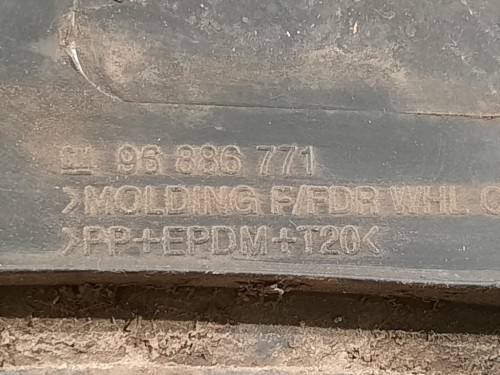 GM 96 886 771
>MOLDING F/FDR WHL O
>PP+EPDM+T20<